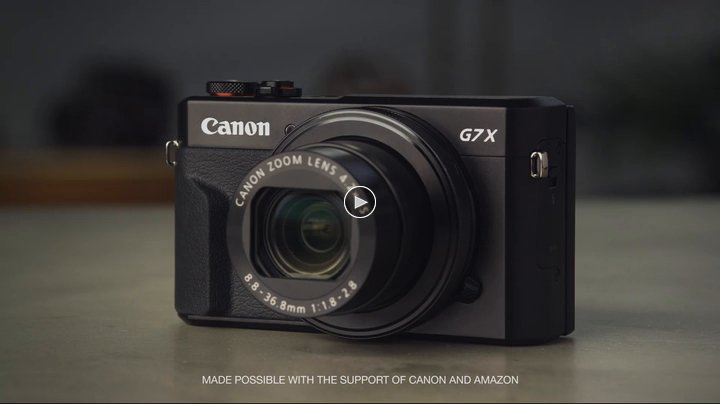 Canon
G7X
CANON ZOOM LENS 4.
8.8-36.8mm 1:1.8-2.8
MADE POSSIBLE WITH THE SUPPORT OF CANON AND AMAZON